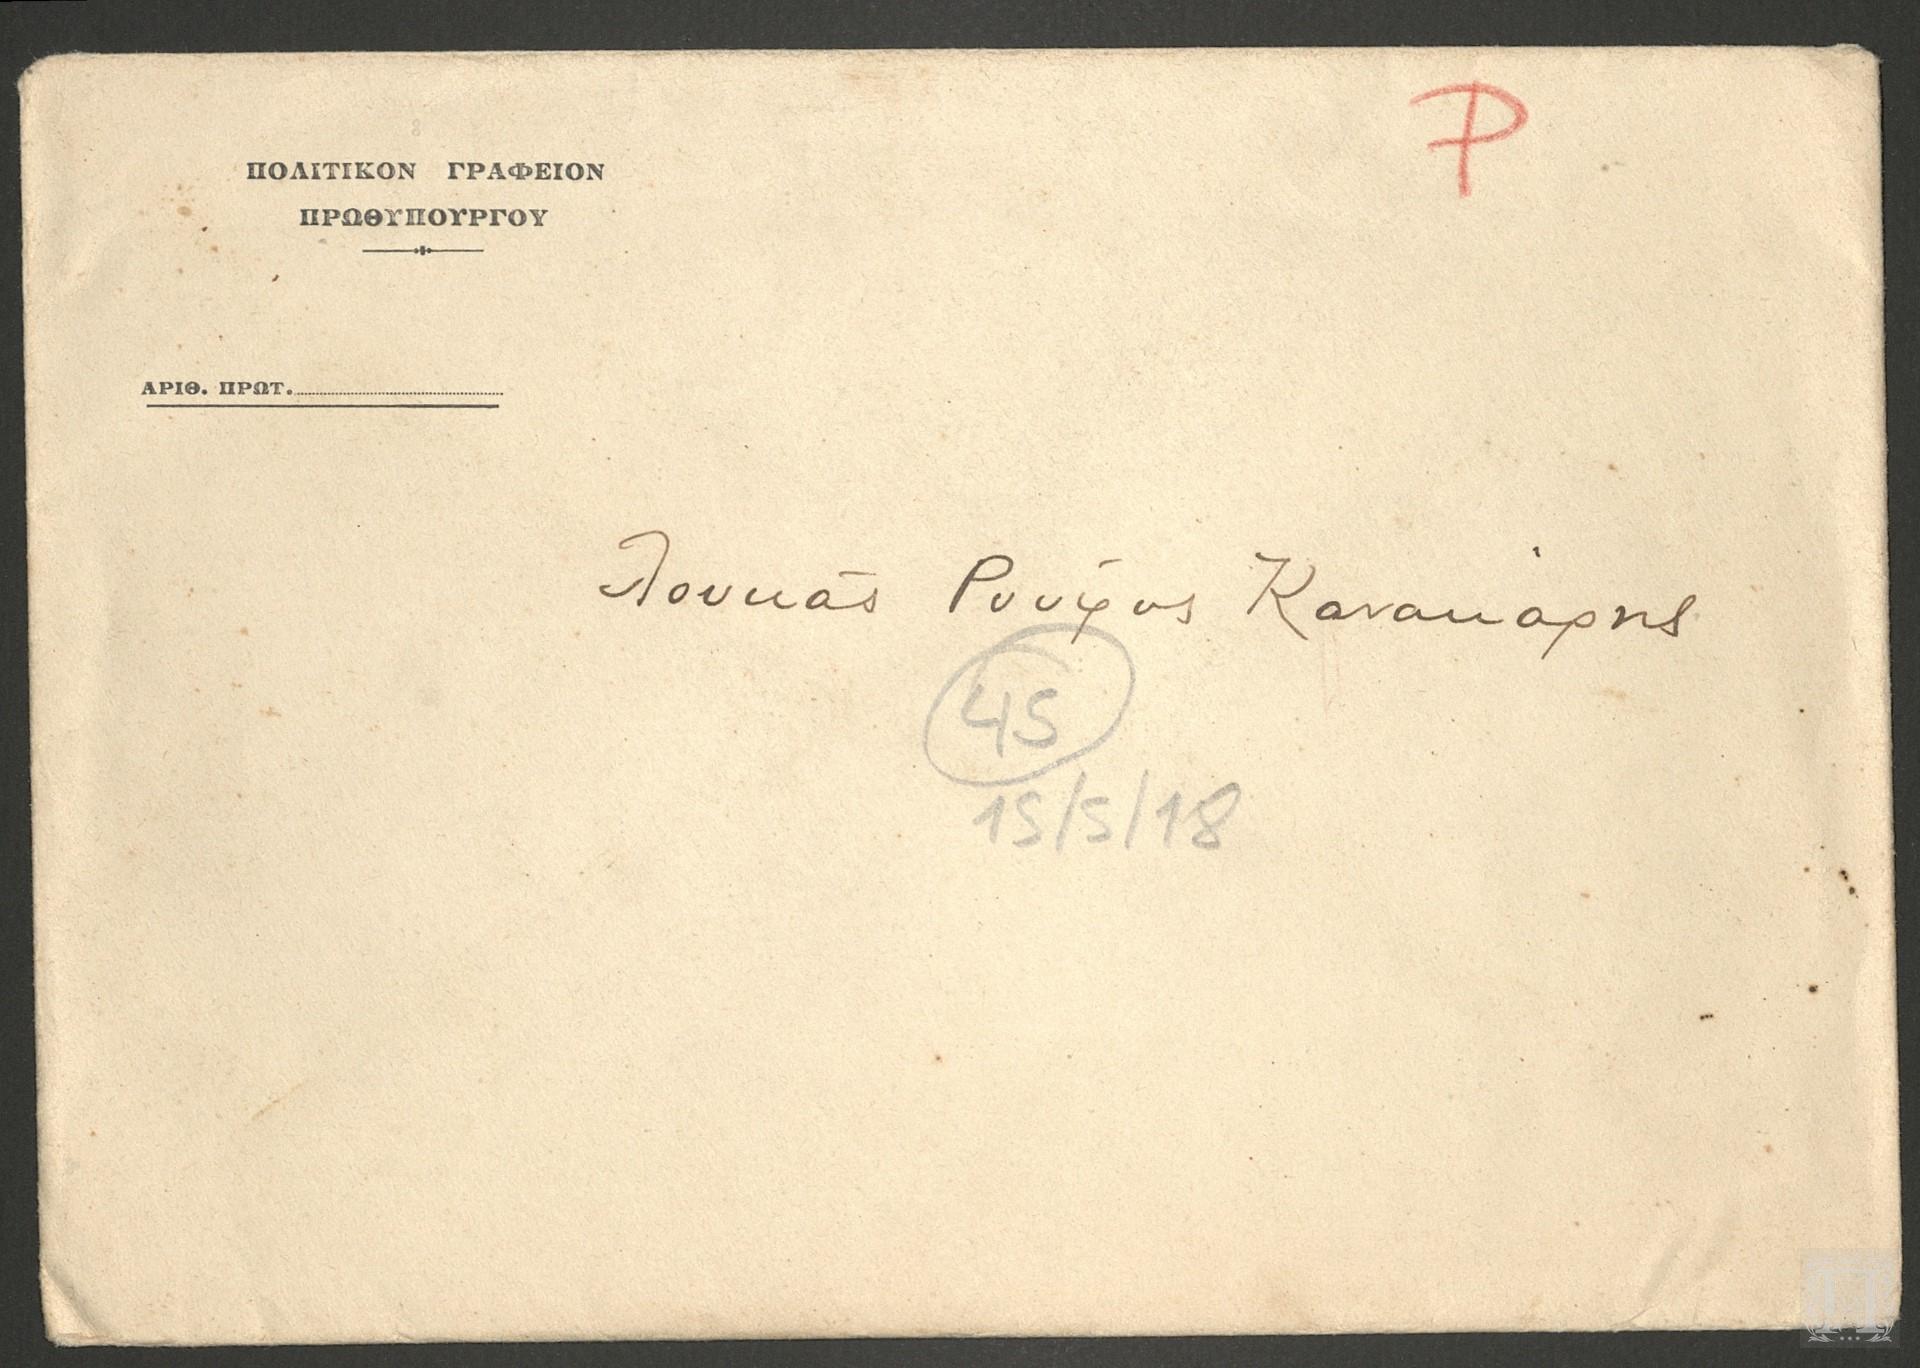 Ρ
ΠΟΛΙΤΙΚΟΝ ΓΡΑΦΕΙΟΝ
ΠΡΩΘΥΠΟΥΡΓΟΥ
ΑΡΙΘ. ΠΡΩΤ.
Λουκάς Ρούφος Κανακάρης
45
15/5/18